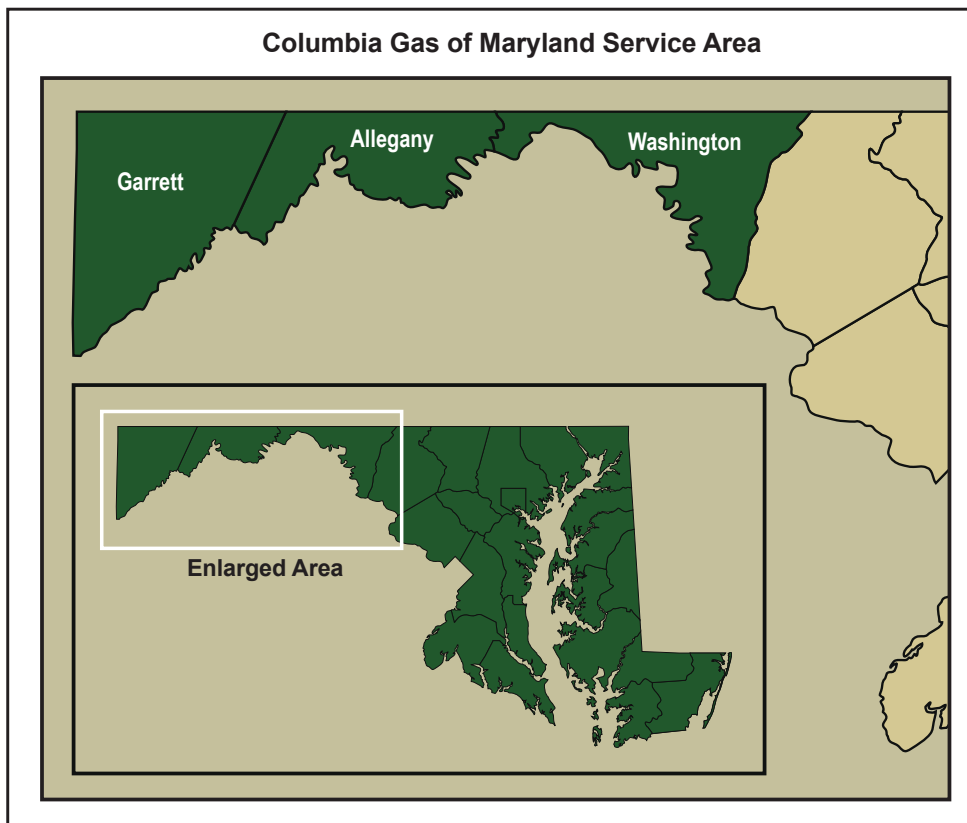 Columbia Gas of Maryland Service Area
Allegany
Washington
Garrett
Enlarged Area